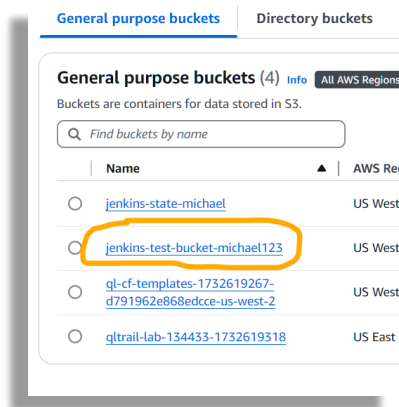 General purpose buckets Directory buckets
General purpose buckets (4) Info All AWS Regions
Buckets are containers for data stored in S3.
Find buckets by name
Name AWS Re
jenkins-state-michael US West
jenkins-test-bucket-michael123 US West
ql-cf-templates-1732619267-
d791962e868edcce-us-west-2 US West
qltrail-lab-134433-1732619318 US East